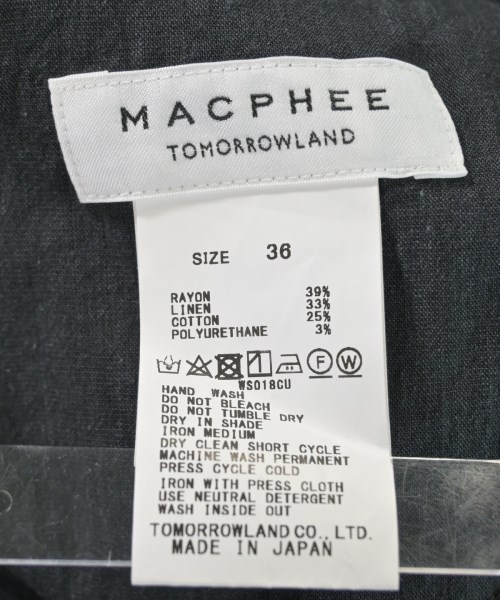 MACPHEE
TOMORROWLAND
SIZE 36
RAYON 39%
LINEN 33%
COTTON 25%
POLYURETHANE 3%
F W
WS018CU
HAND WASH
DO NOT BLEACH
DO NOT TUMBLE DRY
DRY IN SHADE
IRON MEDIUM
DRY CLEAN SHORT CYCLE
MACHINE WASH PERMANENT
PRESS CYCLE COLD
IRON WITH PRESS CLOTH
USE NEUTRAL DETERGENT
WASH INSIDE OUT
TOMORROWLAND CO., LTD.
MADE IN JAPAN